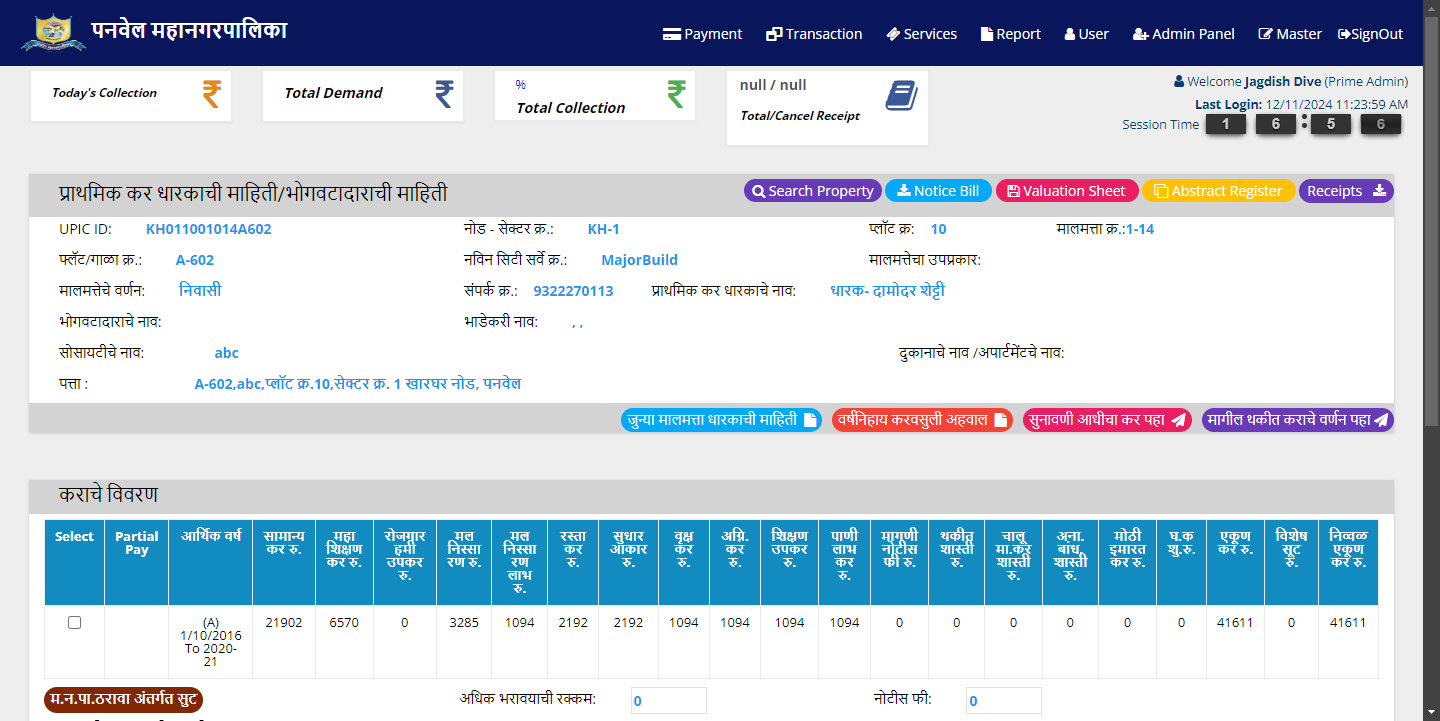 पनवेल महानगरपालिका
Payment Transaction Services Report User Admin Panel Master SignOut
Today's Collection
Total Demand
%
Total Collection
null / null
Total/Cancel Receipt
Welcome Jagdish Dive (Prime Admin)
Last Login: 12/11/2024 11:23:59 AM
Session Time 1 6 : 5 6
प्राथमिक कर धारकाची माहिती/भोगवटादाराची माहिती
Search Property Notice Bill Valuation Sheet Abstract Register Receipts
UPIC ID: KH011001014A602 नोड - सेक्टर क्र.: KH-1 प्लॉट क्र: 10 मालमत्ता क्र.:1-14
फ्लॅट/गाळा क्र.: A-602 नविन सिटी सर्वे क्र.: MajorBuild मालमत्तेचा उपप्रकार:
मालमत्तेचे वर्णन: निवासी संपर्क क्र.: 9322270113 प्राथमिक कर धारकाचे नाव: धारक- दामोदर शेट्टी
भोगवटादाराचे नाव: भाडेकरी नाव: , ,
सोसायटीचे नाव: abc दुकानाचे नाव /अपार्टमेंटचे नाव:
पत्ता : A-602,abc,प्लॉट क्र.10,सेक्टर क्र. 1 खारघर नोड, पनवेल
जुन्या मालमत्ता धारकाची माहिती वर्षनिहाय करवसुली अहवाल सुनावणी आधीचा कर पहा मागील थकीत कराचे वर्णन पहा
कराचे विवरण
Select Partial Pay आर्थिक वर्ष सामान्य कर रु. महा शिक्षण कर रु. रोजगार हमी उपकर रु. मल निस्सा रण रु. मल निस्सा रण लाभ रु. रस्ता कर रु. सुधार आकार रु. वृक्ष कर रु. अग्नि. कर रु. शिक्षण उपकर रु. पाणी लाभ कर रु. मागणी नोटीस फी रु. थकीत शास्ती रु. चालू मा.कर शास्ती रु. अना. बांध. शास्ती रु. मोठी इमारत कर रु. घ.क शु.रु. एकूण कर रु. विशेष सूट रु. निव्वळ एकूण कर रु.
(A) 1/10/2016 To 2020-21 21902 6570 0 3285 1094 2192 2192 1094 1094 1094 1094 0 0 0 0 0 0 41611 0 41611
म.न.पा.ठरावा अंतर्गत सुट अधिक भरावयाची रक्कम: 0 नोटीस फी: 0